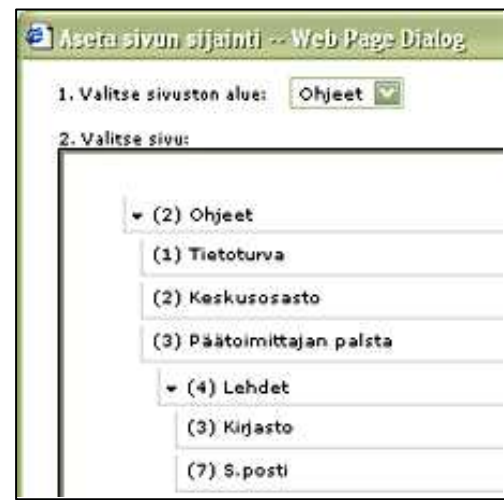 Aseta sivun sijainti -- Web Page Dialog
1. Valitse sivuston alue: Ohjeet
2. Valitse sivu:
(2) Ohjeet
(1) Tietoturva
(2) Keskusosasto
(3) Päätoimittajan palsta
(4) Lehdet
(3) Kirjasto
(7) S.posti